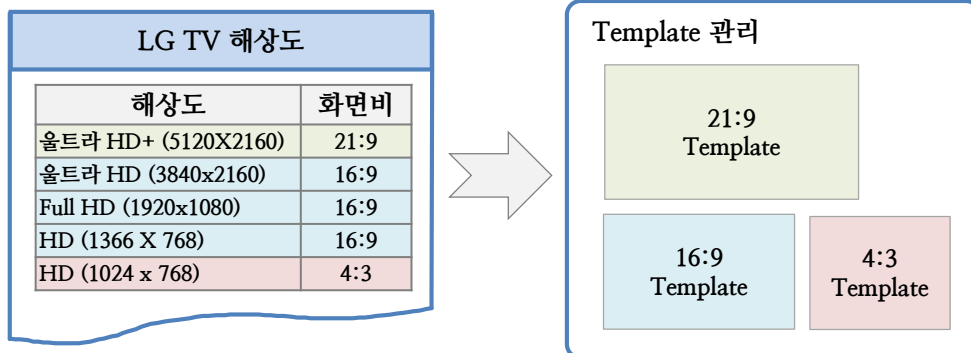 LG TV 해상도
해상도 화면비
울트라 HD+ (5120X2160) 21:9
울트라 HD (3840x2160) 16:9
Full HD (1920x1080) 16:9
HD (1366 X 768) 16:9
HD (1024 x 768) 4:3
Template 관리
21:9
Template
16:9
Template
4:3
Template